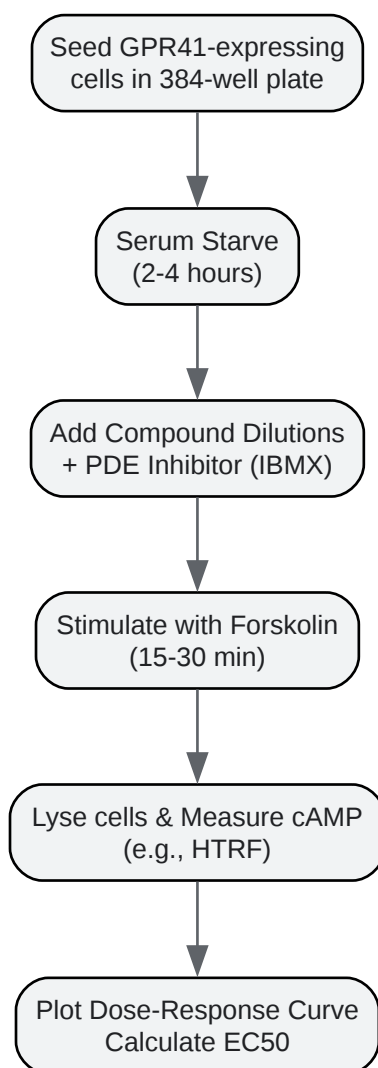 Seed GPR41-expressing
cells in 384-well plate
Serum Starve
(2-4 hours)
Add Compound Dilutions
+ PDE Inhibitor (IBMX)
Stimulate with Forskolin
(15-30 min)
Lyse cells & Measure cAMP
(e.g., HTRF)
Plot Dose-Response Curve
Calculate EC50